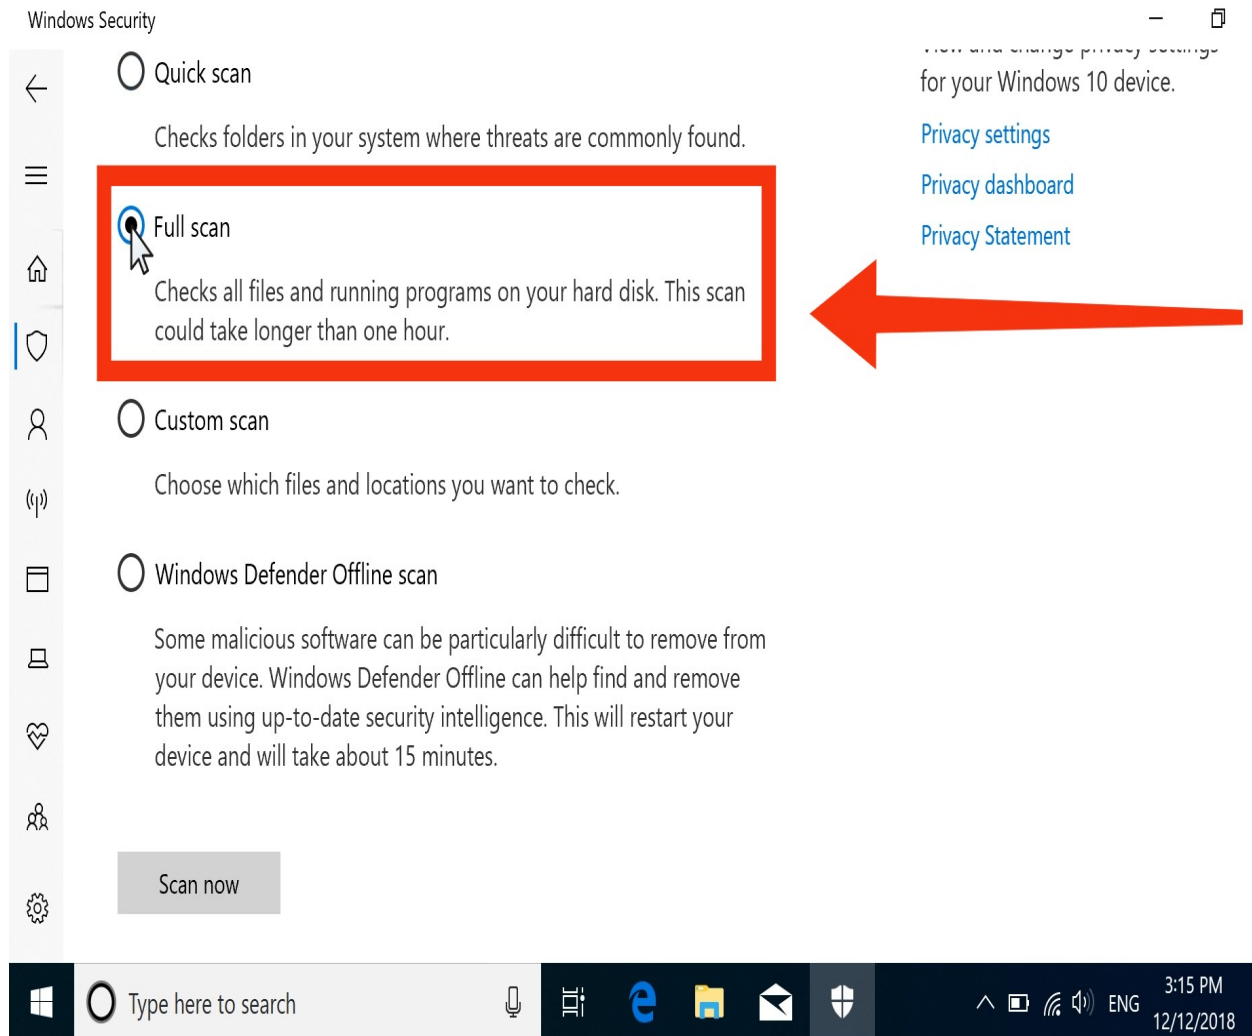 Windows Security
Quick scan
Checks folders in your system where threats are commonly found.
Full scan
Checks all files and running programs on your hard disk. This scan
could take longer than one hour.
Custom scan
Choose which files and locations you want to check.
Windows Defender Offline scan
Some malicious software can be particularly difficult to remove from
your device. Windows Defender Offline can help find and remove
them using up-to-date security intelligence. This will restart your
device and will take about 15 minutes.
Scan now
View and change privacy settings
for your Windows 10 device.
Privacy settings
Privacy dashboard
Privacy Statement
Type here to search
ENG
3:15 PM
12/12/2018